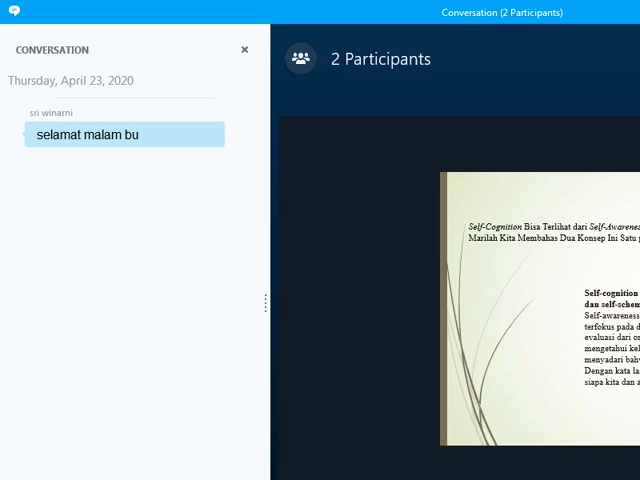 Conversation (2 Participants)
CONVERSATION
Thursday, April 23, 2020
sri winarni
selamat malam bu
2 Participants
Self-Cognition Bisa Terlihat dari Self-Awarenes
Marilah Kita Membahas Dua Konsep Ini Satu p
Self-cognition
dan self-schem
Self-awareness
terfokus pada d
evaluasi dari or
mengetahui kel
menyadari bahw
Dengan kata la
siapa kita dan a